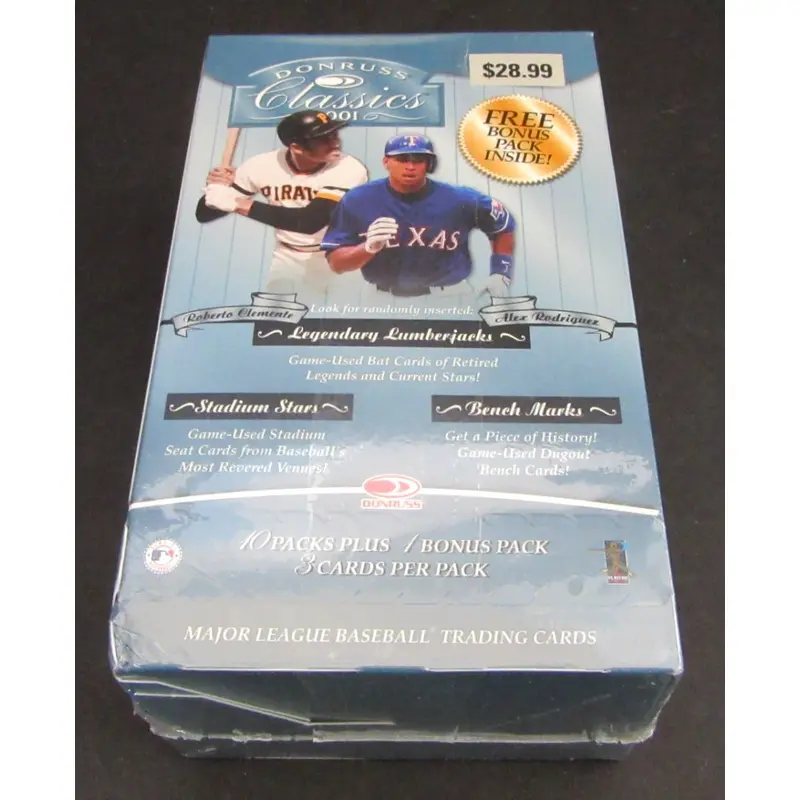 $28.99
DONRUSS
Classics
2001
FREE
BONUS
PACK
INSIDE!
PIRAT
T
TEXAS
Roberto Clemente
Look for randomly inserted:
Alex Rodriguez
Legendary Lumberjacks
Game-Used Bat Cards of Retired
Legends and Current Stars!
Stadium Stars
Bench Marks
Game-Used Stadium
Seat Cards from Baseball's
Most Revered Venues!
Get a Piece of History!
Game-Used Dugout
Bench Cards!
DONRUSS
10 PACKS PLUS 1 BONUS PACK
3 CARDS PER PACK
MAJOR LEAGUE BASEBALL TRADING CARDS